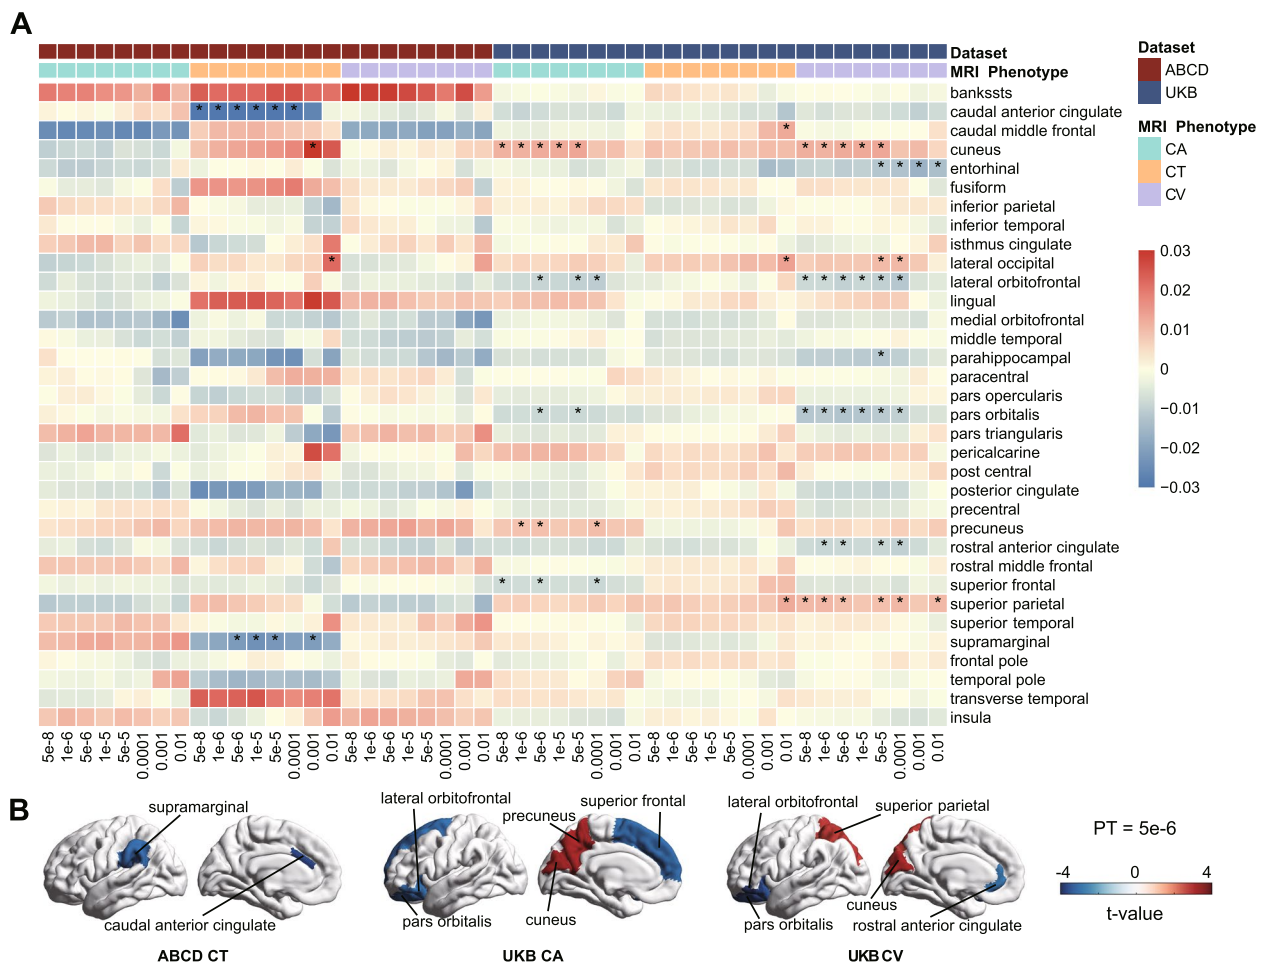 A
Dataset
MRI Phenotype
bankssts
caudal anterior cingulate
caudal middle frontal
cuneus
entorhinal
fusiform
inferior parietal
inferior temporal
isthmus cingulate
lateral occipital
lateral orbitofrontal
lingual
medial orbitofrontal
middle temporal
parahippocampal
paracentral
pars opercularis
pars orbitalis
pars triangularis
pericalcarine
post central
posterior cingulate
precentral
precuneus
rostral anterior cingulate
rostral middle frontal
superior frontal
superior parietal
superior temporal
supramarginal
frontal pole
temporal pole
transverse temporal
insula
Dataset
ABCD
UKB
MRI Phenotype
CA
CT
CV
0.03
0.02
0.01
0
−0.01
−0.02
−0.03
5e-8 1e-6 5e-6 1e-5 5e-5 0.0001 0.001 0.01 5e-8 1e-6 5e-6 1e-5 5e-5 0.0001 0.001 0.01 5e-8 1e-6 5e-6 1e-5 5e-5 0.0001 0.001 0.01 5e-8 1e-6 5e-6 1e-5 5e-5 0.0001 0.001 0.01 5e-8 1e-6 5e-6 1e-5 5e-5 0.0001 0.001 0.01 5e-8 1e-6 5e-6 1e-5 5e-5 0.0001 0.001 0.01
B
supramarginal
caudal anterior cingulate
ABCD CT
lateral orbitofrontal
superior frontal
precuneus
pars orbitalis
cuneus
UKB CA
lateral orbitofrontal
superior parietal
cuneus
pars orbitalis
rostral anterior cingulate
UKB CV
PT = 5e-6
-4 0 4
t-value